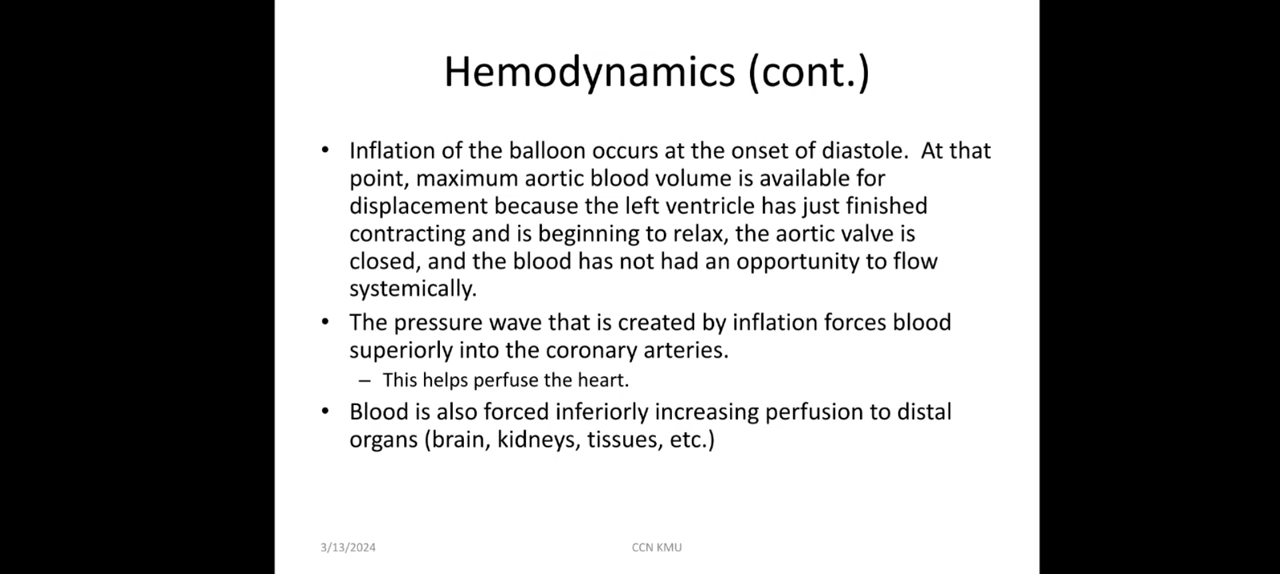 Hemodynamics (cont.)
• Inflation of the balloon occurs at the onset of diastole.  At that
point, maximum aortic blood volume is available for
displacement because the left ventricle has just finished
contracting and is beginning to relax, the aortic valve is
closed, and the blood has not had an opportunity to flow
systemically.
• The pressure wave that is created by inflation forces blood
superiorly into the coronary arteries.
– This helps perfuse the heart.
• Blood is also forced inferiorly increasing perfusion to distal
organs (brain, kidneys, tissues, etc.)
3/13/2024
CCN KMU